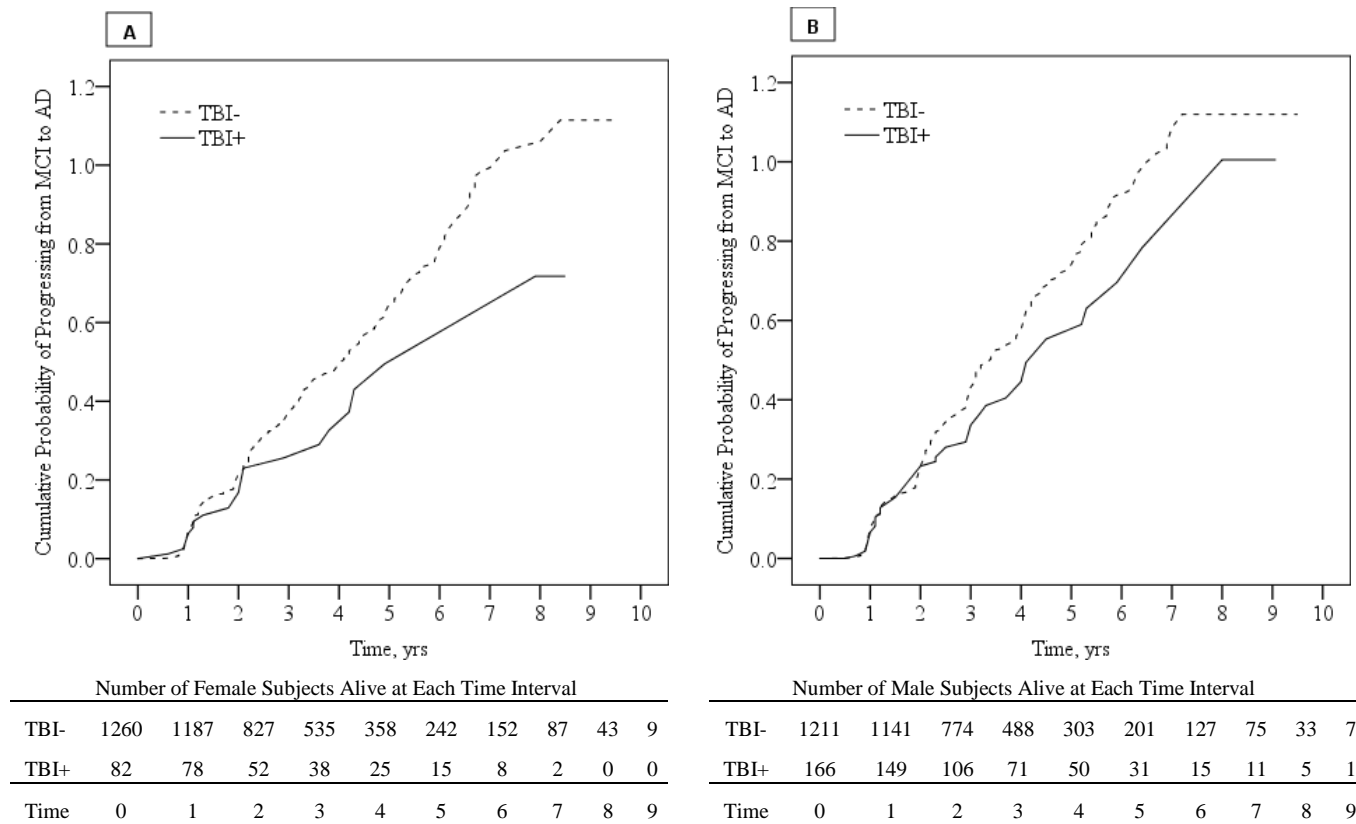 A
Cumulative Probability of Progressing from MCI to AD
1.2
1.0
0.8
0.6
0.4
0.2
0.0
TBI-
TBI+
0 1 2 3 4 5 6 7 8 9 10
Time, yrs
Number of Female Subjects Alive at Each Time Interval
TBI- 1260 1187 827 535 358 242 152 87 43 9
TBI+ 82 78 52 38 25 15 8 2 0 0
Time 0 1 2 3 4 5 6 7 8 9
B
Cumulative Probability of Progressing from MCI to AD
1.2
1.0
0.8
0.6
0.4
0.2
0.0
TBI-
TBI+
0 1 2 3 4 5 6 7 8 9 10
Time, yrs
Number of Male Subjects Alive at Each Time Interval
TBI- 1211 1141 774 488 303 201 127 75 33 7
TBI+ 166 149 106 71 50 31 15 11 5 1
Time 0 1 2 3 4 5 6 7 8 9